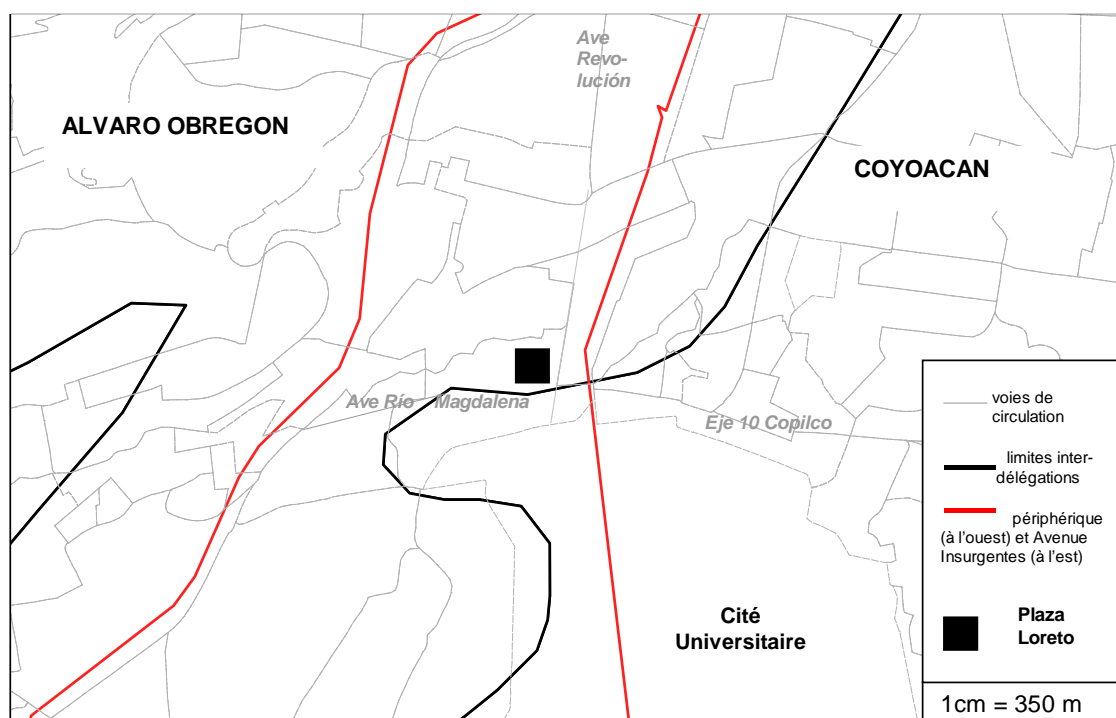 Ave
Revo-
lución
ALVARO OBREGON
COYOACAN
Ave Río Magdalena
Eje 10 Copilco
Cité
Universitaire
voies de
circulation
limites inter-
délégations
périphérique
(à l'ouest) et Avenue
Insurgentes (à l'est)
Plaza
Loreto
1cm = 350 m